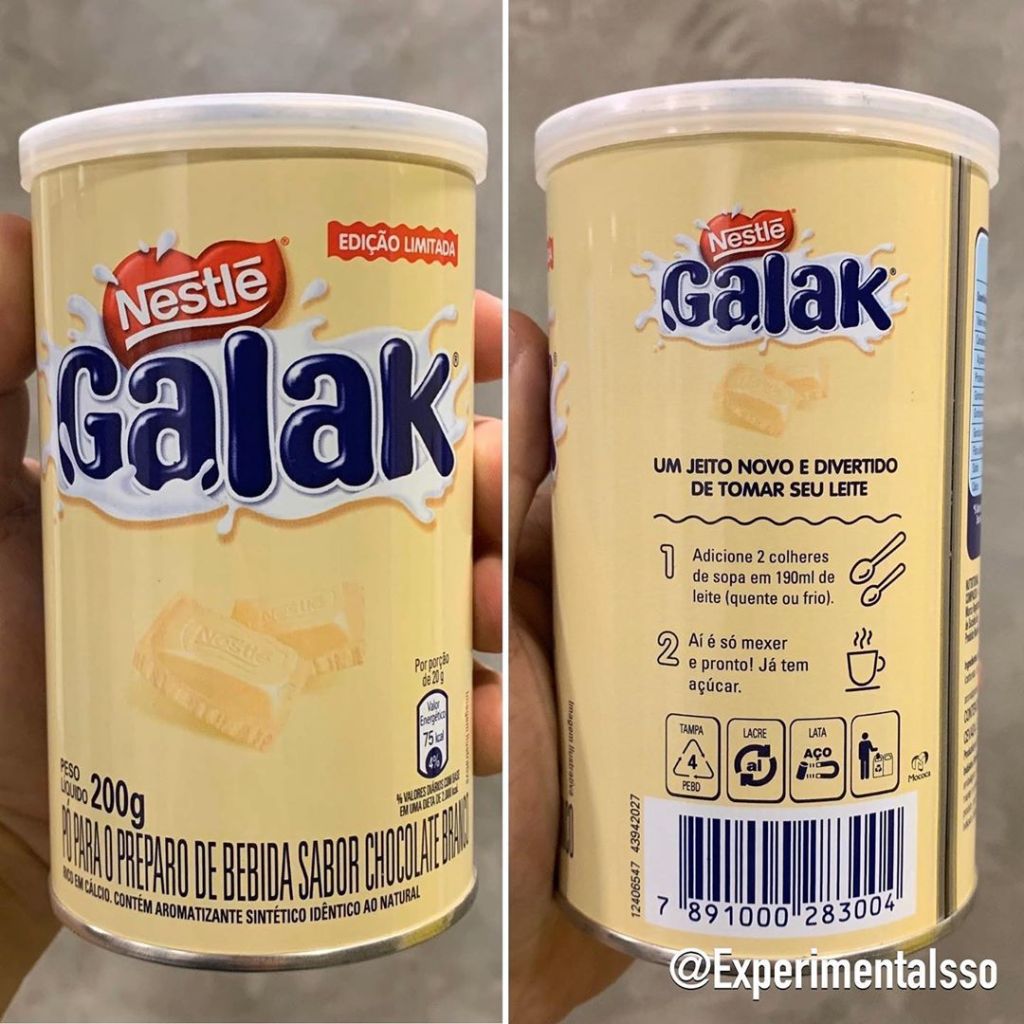 EDIÇÃO LIMITADA
Nestlé
Galak
Nestlé
Por porção
de 20 g
Valor
Energético
75 kcal
4%
% VALORES DIÁRIOS COM BASE
EM UMA DIETA DE 2.000 kcal
PESO
LÍQUIDO 200g
PÓ PARA O PREPARO DE BEBIDA SABOR CHOCOLATE BRANCO
RICO EM CÁLCIO. CONTÉM AROMATIZANTE SINTÉTICO IDÊNTICO AO NATURAL
Nestlé
Galak
UM JEITO NOVO E DIVERTIDO
DE TOMAR SEU LEITE
1 Adicione 2 colheres
de sopa em 190ml de
leite (quente ou frio).
2 Aí é só mexer
e pronto! Já tem
açúcar.
Imagem Ilustrativa
TAMPA
4
PEBD
LACRE
al
LATA
AÇO
Mococa
12406547 43942027
7 891000 283004
@Experimentalsso